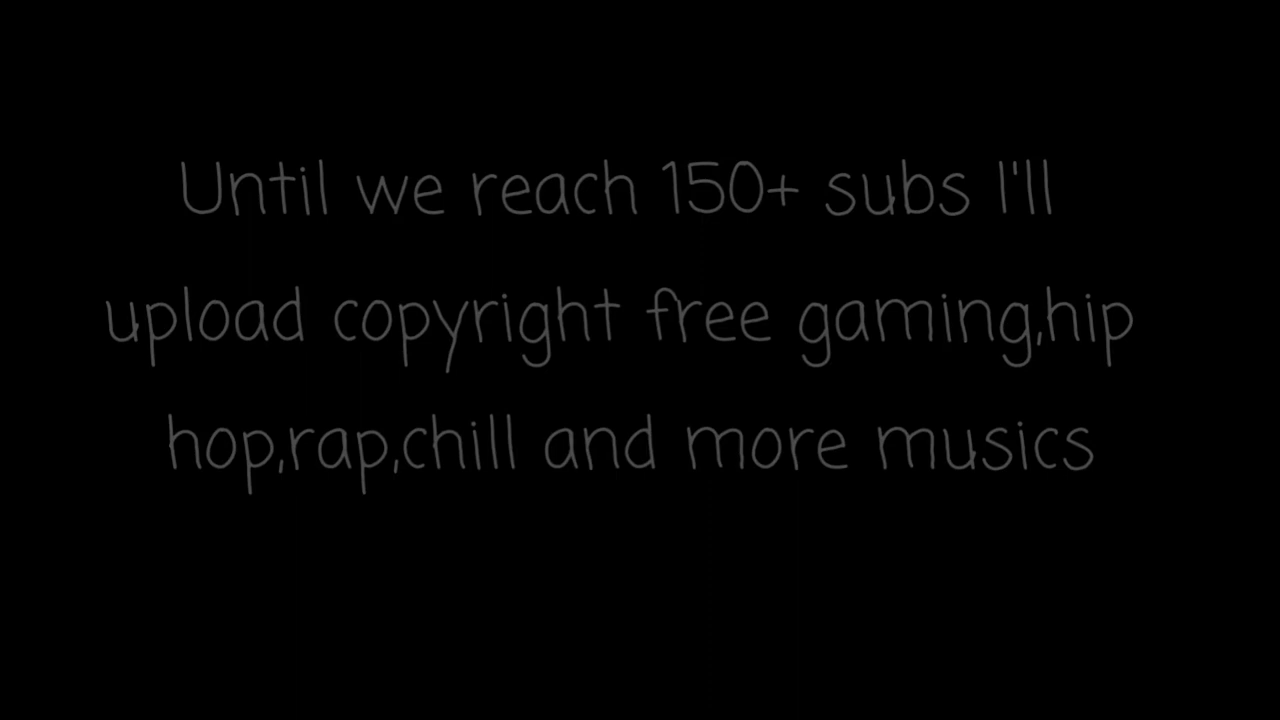 Until we reach 150+ subs I'll
upload copyright free gaming,hip
hop,rap,chill and more musics